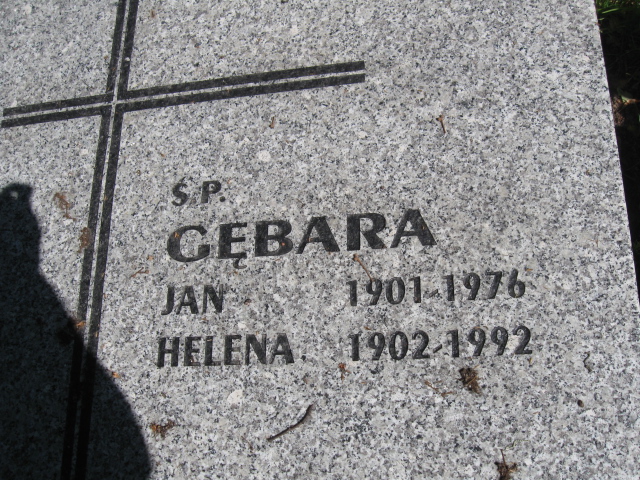 Ś.P.
GĘBARA
JAN 1901-1976
HELENA 1902-1992